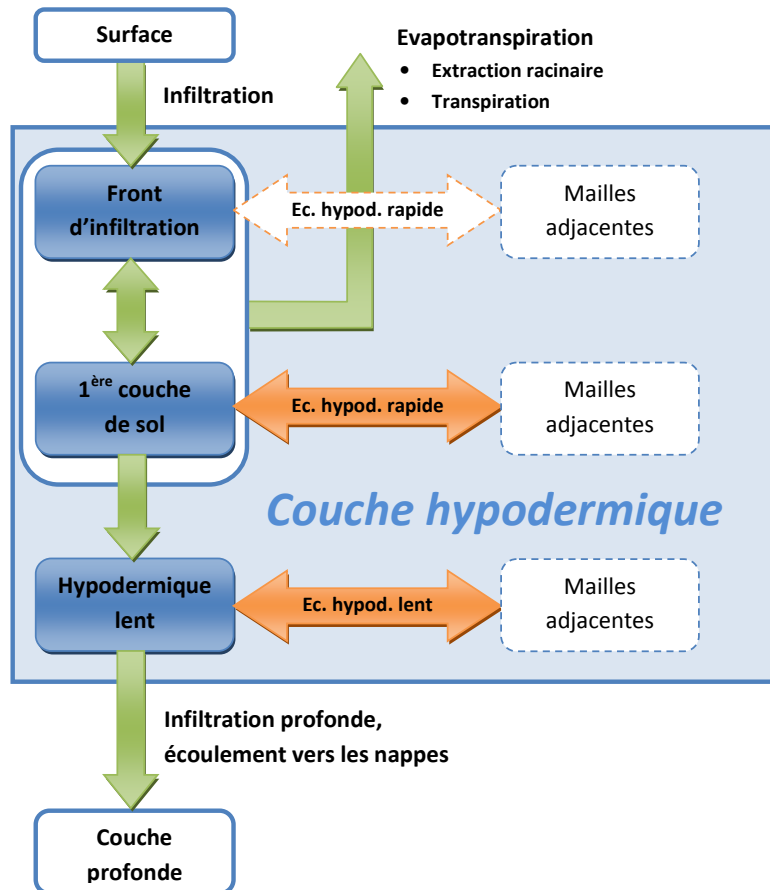 Surface
Evapotranspiration
• Extraction racinaire
• Transpiration
Infiltration
Front
d’infiltration
Ec. hypod. rapide
Mailles
adjacentes
1ère couche
de sol
Ec. hypod. rapide
Mailles
adjacentes
Couche hypodermique
Hypodermique
lent
Ec. hypod. lent
Mailles
adjacentes
Infiltration profonde,
écoulement vers les nappes
Couche
profonde